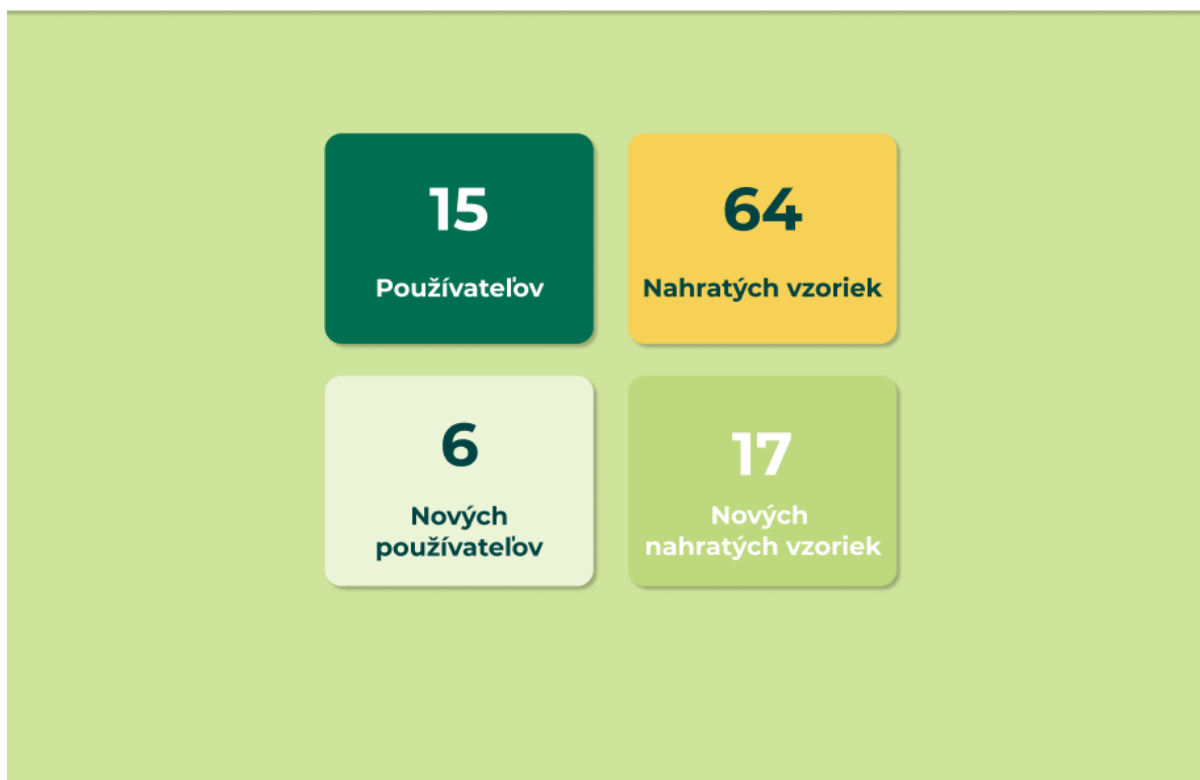 15
Používateľov
64
Nahratých vzoriek
6
Nových
používateľov
17
Nových
nahratých vzoriek